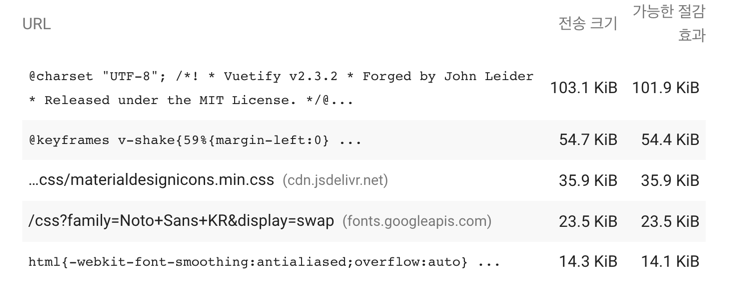 URL 전송 크기 가능한 절감
효과
@charset "UTF-8"; /*! * Vuetify v2.3.2 * Forged by John Leider
* Released under the MIT License. */@... 103.1 KiB 101.9 KiB
@keyframes v-shake{59%{margin-left:0} ... 54.7 KiB 54.4 KiB
…css/materialdesignicons.min.css (cdn.jsdelivr.net) 35.9 KiB 35.9 KiB
/css?family=Noto+Sans+KR&display=swap (fonts.googleapis.com) 23.5 KiB 23.5 KiB
html{-webkit-font-smoothing:antialiased;overflow:auto} ... 14.3 KiB 14.1 KiB